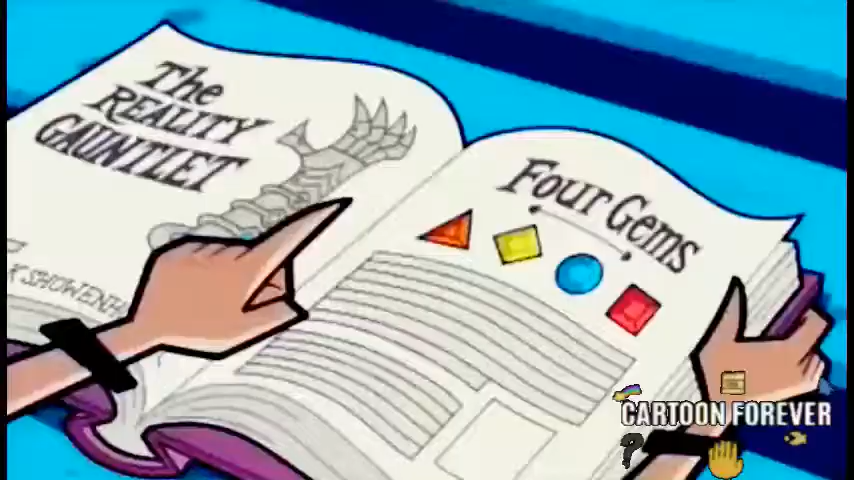 The
REALITY
GAUNTLET
Four Gems
CARTOON FOREVER